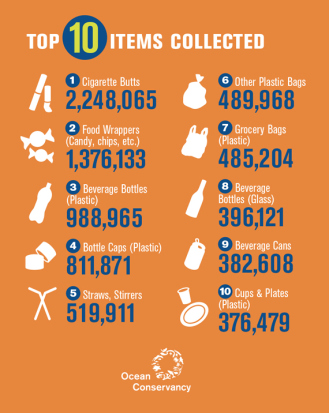 TOP 10 ITEMS COLLECTED
1 Cigarette Butts
2,248,065
2 Food Wrappers
(Candy, chips, etc.)
1,376,133
3 Beverage Bottles
(Plastic)
988,965
4 Bottle Caps (Plastic)
811,871
5 Straws, Stirrers
519,911
6 Other Plastic Bags
489,968
7 Grocery Bags
(Plastic)
485,204
8 Beverage
Bottles (Glass)
396,121
9 Beverage Cans
382,608
10 Cups & Plates
(Plastic)
376,479
Ocean
Conservancy